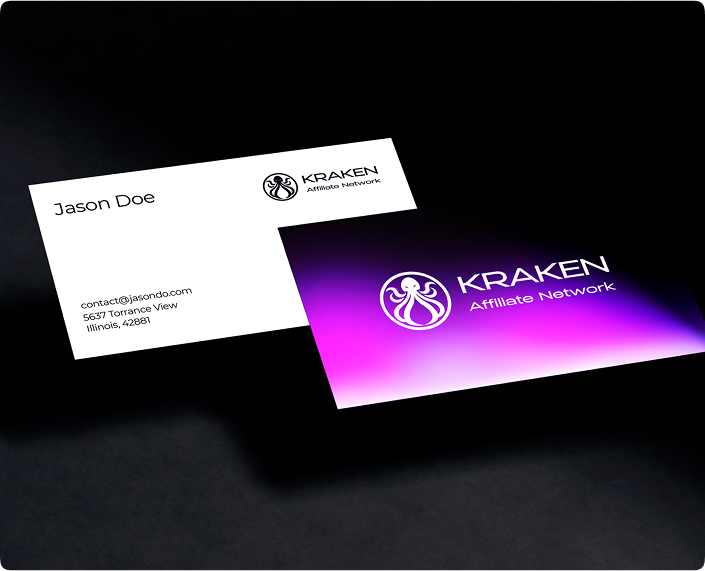 Jason Doe
KRAKEN
Affiliate Network
contact@jasondo.com
5637 Torrance View
Illinois, 42881
KRAKEN
Affiliate Network